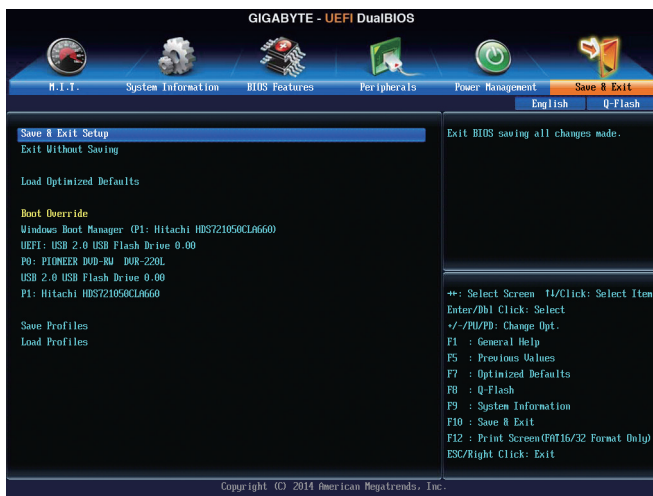 GIGABYTE - UEFI DualBIOS
M.I.T. System Information BIOS Features Peripherals Power Management Save & Exit
English Q-Flash
Save & Exit Setup
Exit Without Saving
Load Optimized Defaults
Boot Override
Windows Boot Manager (P1: Hitachi HDS721050CLA660)
UEFI: USB 2.0 USB Flash Drive 0.00
P0: PIONEER DVD-RW DVR-220L
USB 2.0 USB Flash Drive 0.00
P1: Hitachi HDS721050CLA660
Save Profiles
Load Profiles
Exit BIOS saving all changes made.
→←: Select Screen ↑↓/Click: Select Item
Enter/Dbl Click: Select
+/-/PU/PD: Change Opt.
F1 : General Help
F5 : Previous Values
F7 : Optimized Defaults
F8 : Q-Flash
F9 : System Information
F10 : Save & Exit
F12 : Print Screen(FAT16/32 Format Only)
ESC/Right Click: Exit
Copyright (C) 2014 American Megatrends, Inc.